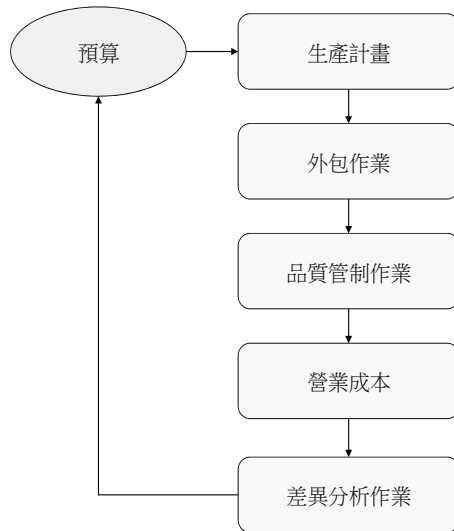 預算
生產計畫
外包作業
品質管制作業
營業成本
差異分析作業